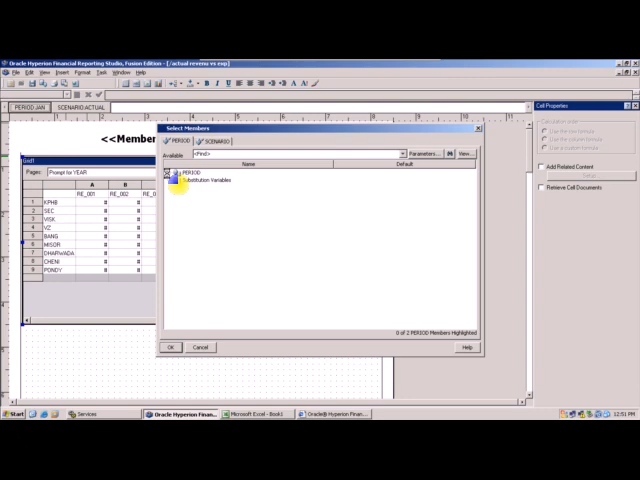 Oracle Hyperion Financial Reporting Studio, Fusion Edition - [/actual revenu vs exp]
File Edit View Insert Format Task Window Help
PERIOD:JAN SCENARIO:ACTUAL
<<Member
Grid1
Pages: Prompt for YEAR
A B
RE_001 RE_002 RE_0
1 KPHB # #
2 SEC # #
3 VISK # #
4 VZ # #
5 BANG # #
6 MISOR # #
7 DHARWADA # #
8 CHENI # #
9 PONDY # #
Select Members
PERIOD SCENARIO
Available <Find> Parameters... View...
Name Default
PERIOD
Substitution Variables
0 of 2 PERIOD Members Highlighted
OK Cancel Help
Cell Properties
Calculation mode
Use the row formula
Use the column formula
Use a custom formula
Add Related Content
Setup...
Retrieve Cell Documents
Start Services Oracle Hyperion Finan... Microsoft Excel - Book1 Oracle® Hyperion Finan... 12:51 PM